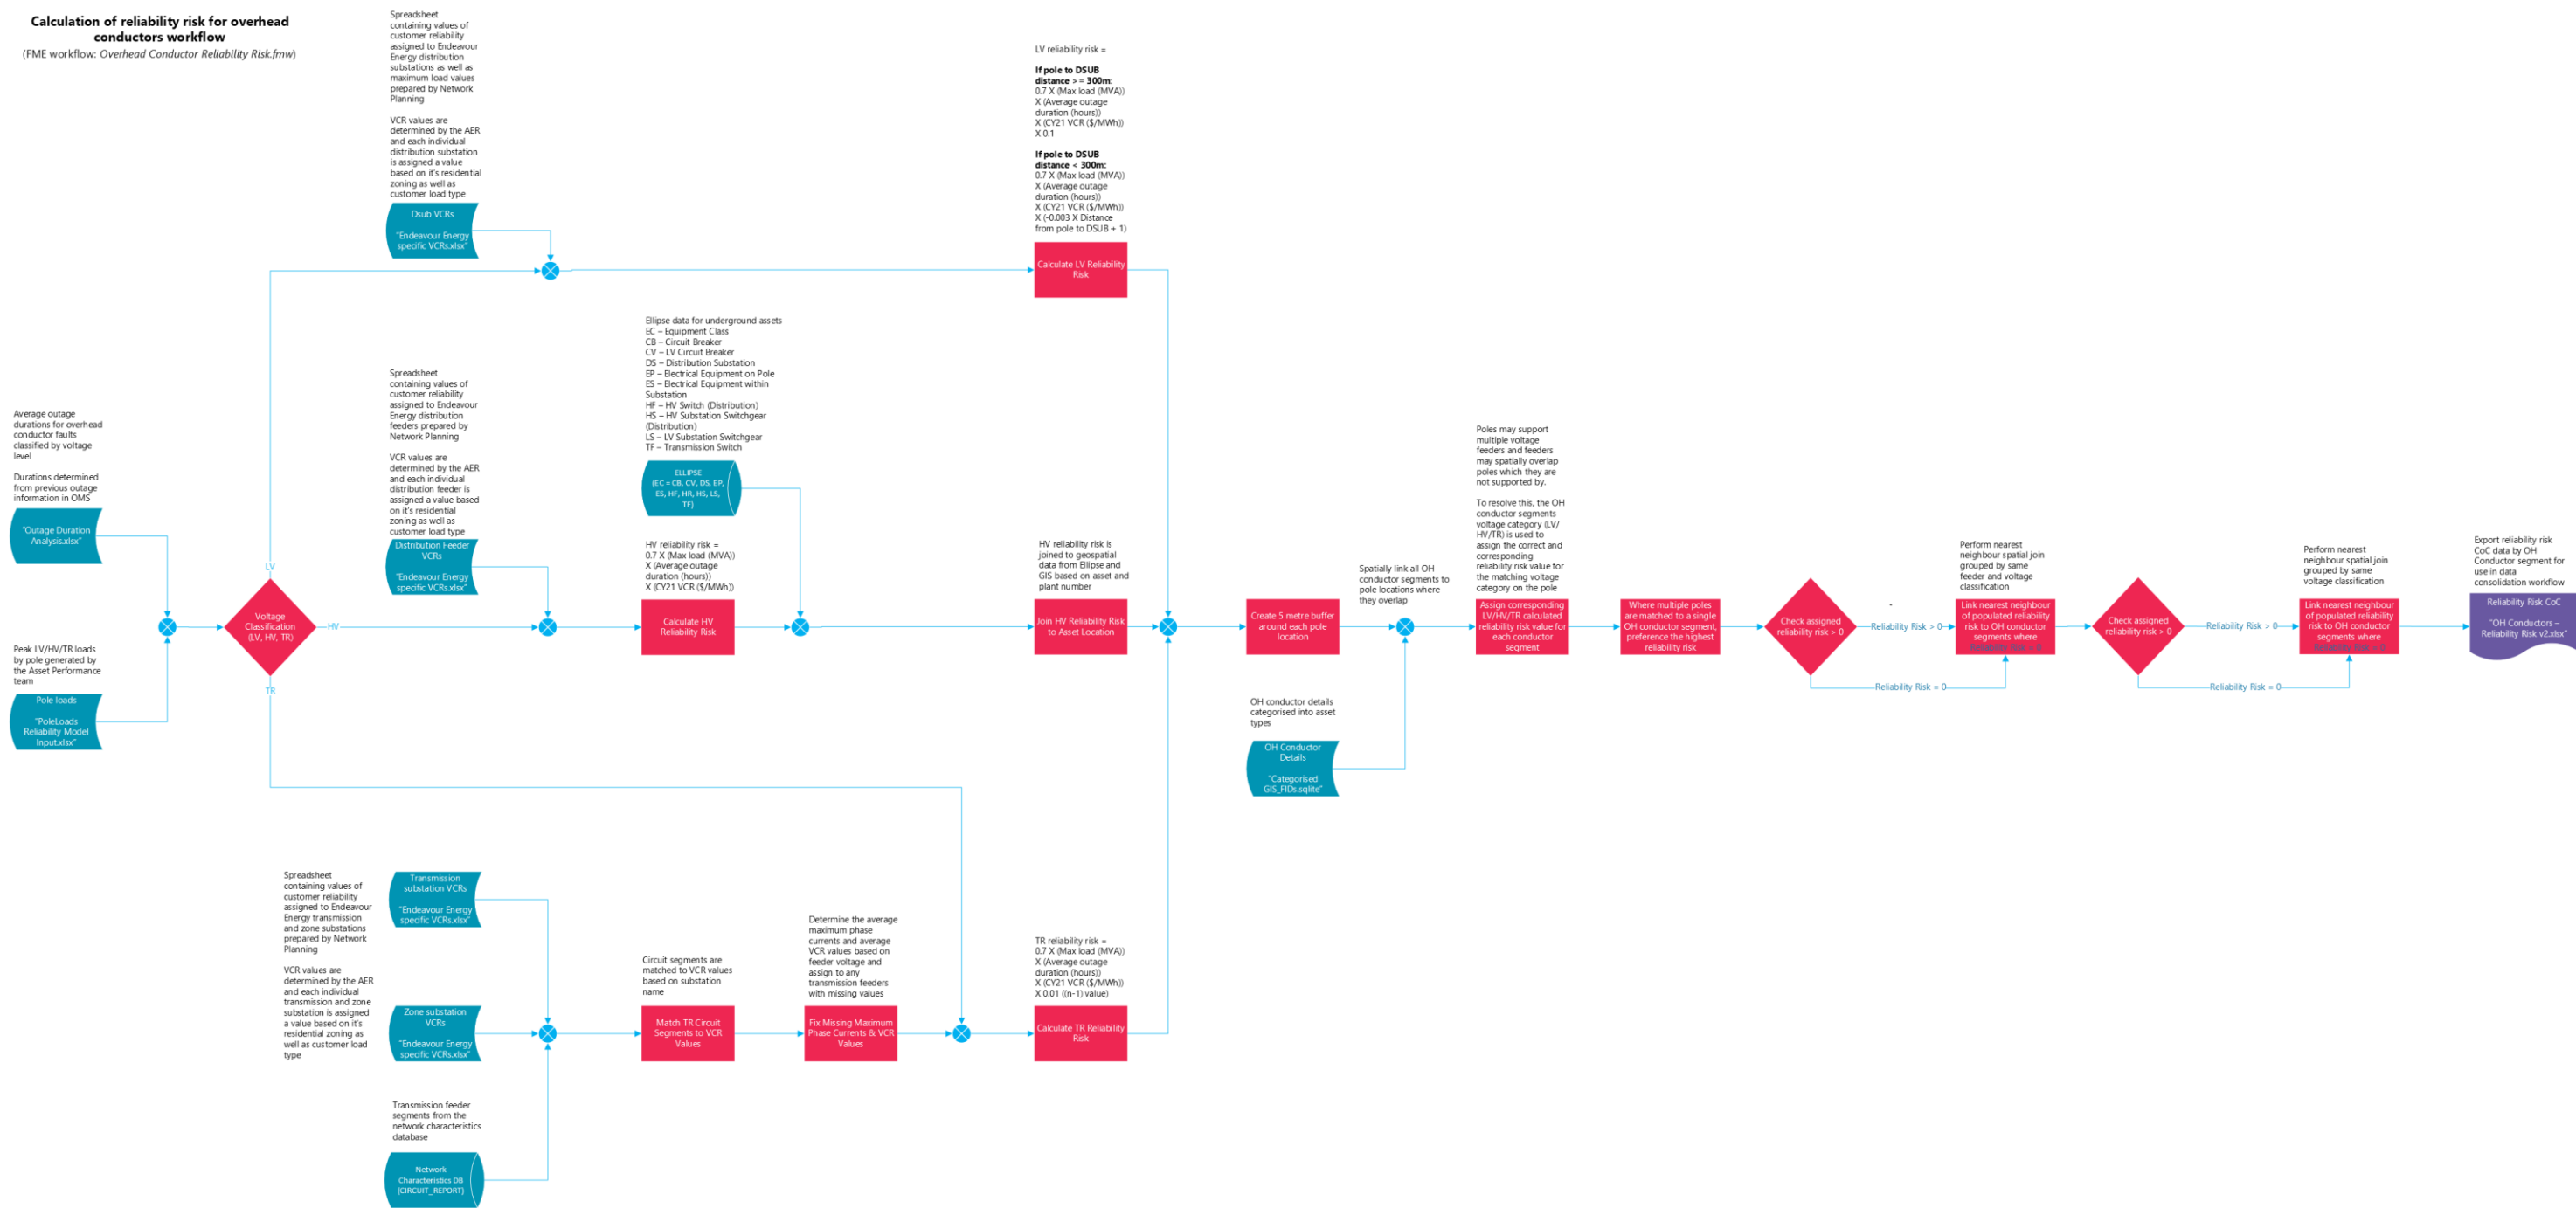 Calculation of reliability risk for overhead
conductors workflow
(FME workflow: Overhead Conductor Reliability Risk.fmw)
Spreadsheet
containing values of
customer reliability
assigned to Endeavour
Energy distribution
substations as well as
maximum load values
prepared by Network
Planning
VCR values are
determined by the AER
and each individual
distribution substation
is assigned a value
based on it's residential
zoning as well as
customer load type
Dsub VCRs
"Endeavour Energy
specific VCRs.xlsx"
LV reliability risk =
If pole to DSUB
distance >= 300m:
0.7 X (Max load (MVA))
X (Average outage
duration (hours))
X (CY21 VCR ($/MWh))
X 0.1
If pole to DSUB
distance < 300m:
0.7 X (Max load (MVA))
X (Average outage
duration (hours))
X (CY21 VCR ($/MWh))
X (-0.003 X Distance
from pole to DSUB + 1)
Calculate LV Reliability
Risk
Average outage
durations for overhead
conductor faults
classified by voltage
level
Durations determined
from previous outage
information in OMS
"Outage Duration
Analysis.xlsx"
Peak LV/HV/TR loads
by pole generated by
the Asset Performance
team
Pole loads
"PoleLoads
Reliability Model
Input.xlsx"
LV
Voltage
Classification
(LV, HV, TR)
HV
TR
Spreadsheet
containing values of
customer reliability
assigned to Endeavour
Energy distribution
feeders prepared by
Network Planning
VCR values are
determined by the AER
and each individual
distribution feeder is
assigned a value based
on it's residential
zoning as well as
customer load type
Distribution Feeder
VCRs
"Endeavour Energy
specific VCRs.xlsx"
Ellipse data for underground assets
EC – Equipment Class
CB – Circuit Breaker
CV – LV Circuit Breaker
DS – Distribution Substation
EP – Electrical Equipment on Pole
ES – Electrical Equipment within
Substation
HF – HV Switch (Distribution)
HS – HV Substation Switchgear
(Distribution)
LS – LV Substation Switchgear
TF – Transmission Switch
ELLIPSE
(EC = CB, CV, DS, EP,
ES, HF, HR, HS, LS,
TF)
HV reliability risk =
0.7 X (Max load (MVA))
X (Average outage
duration (hours))
X (CY21 VCR ($/MWh))
Calculate HV
Reliability Risk
HV reliability risk is
joined to geospatial
data from Ellipse and
GIS based on asset and
plant number
Join HV Reliability Risk
to Asset Location
Create 5 metre buffer
around each pole
location
Spatially link all OH
conductor segments to
pole locations where
they overlap
OH conductor details
categorised into asset
types
OH Conductor
Details
"Categorised
GIS_FIDs.sqlite"
Poles may support
multiple voltage
feeders and feeders
may spatially overlap
poles which they are
not supported by.
To resolve this, the OH
conductor segments
voltage category (LV/
HV/TR) is used to
assign the correct and
corresponding
reliability risk value for
the matching voltage
category on the pole
Assign corresponding
LV/HV/TR calculated
reliability risk value for
each conductor
segment
Where multiple poles
are matched to a single
OH conductor segment,
preference the highest
reliability risk
Check assigned
reliability risk > 0
-
Reliability Risk > 0
Reliability Risk = 0
Perform nearest
neighbour spatial join
grouped by same
feeder and voltage
classification
Link nearest neighbour
of populated reliability
risk to OH conductor
segments where
Reliability Risk = 0
Check assigned
reliability risk > 0
Reliability Risk > 0
Reliability Risk = 0
Perform nearest
neighbour spatial join
grouped by same
voltage classification
Link nearest neighbour
of populated reliability
risk to OH conductor
segments where
Reliability Risk = 0
Export reliability risk
CoC data by OH
Conductor segment for
use in data
consolidation workflow
Reliability Risk CoC
"OH Conductors –
Reliability Risk v2.xlsx"
Spreadsheet
containing values of
customer reliability
assigned to Endeavour
Energy transmission
and zone substations
prepared by Network
Planning
VCR values are
determined by the AER
and each individual
transmission and zone
substation is assigned
a value based on it's
residential zoning as
well as customer load
type
Transmission
substation VCRs
"Endeavour Energy
specific VCRs.xlsx"
Zone substation
VCRs
"Endeavour Energy
specific VCRs.xlsx"
Transmission feeder
segments from the
network characteristics
database
Network
Characteristics DB
(CIRCUIT_REPORT)
Circuit segments are
matched to VCR values
based on substation
name
Match TR Circuit
Segments to VCR
Values
Determine the average
maximum phase
currents and average
VCR values based on
feeder voltage and
assign to any
transmission feeders
with missing values
Fix Missing Maximum
Phase Currents & VCR
Values
TR reliability risk =
0.7 X (Max load (MVA))
X (Average outage
duration (hours))
X (CY21 VCR ($/MWh))
X 0.01 ((n-1) value)
Calculate TR Reliability
Risk